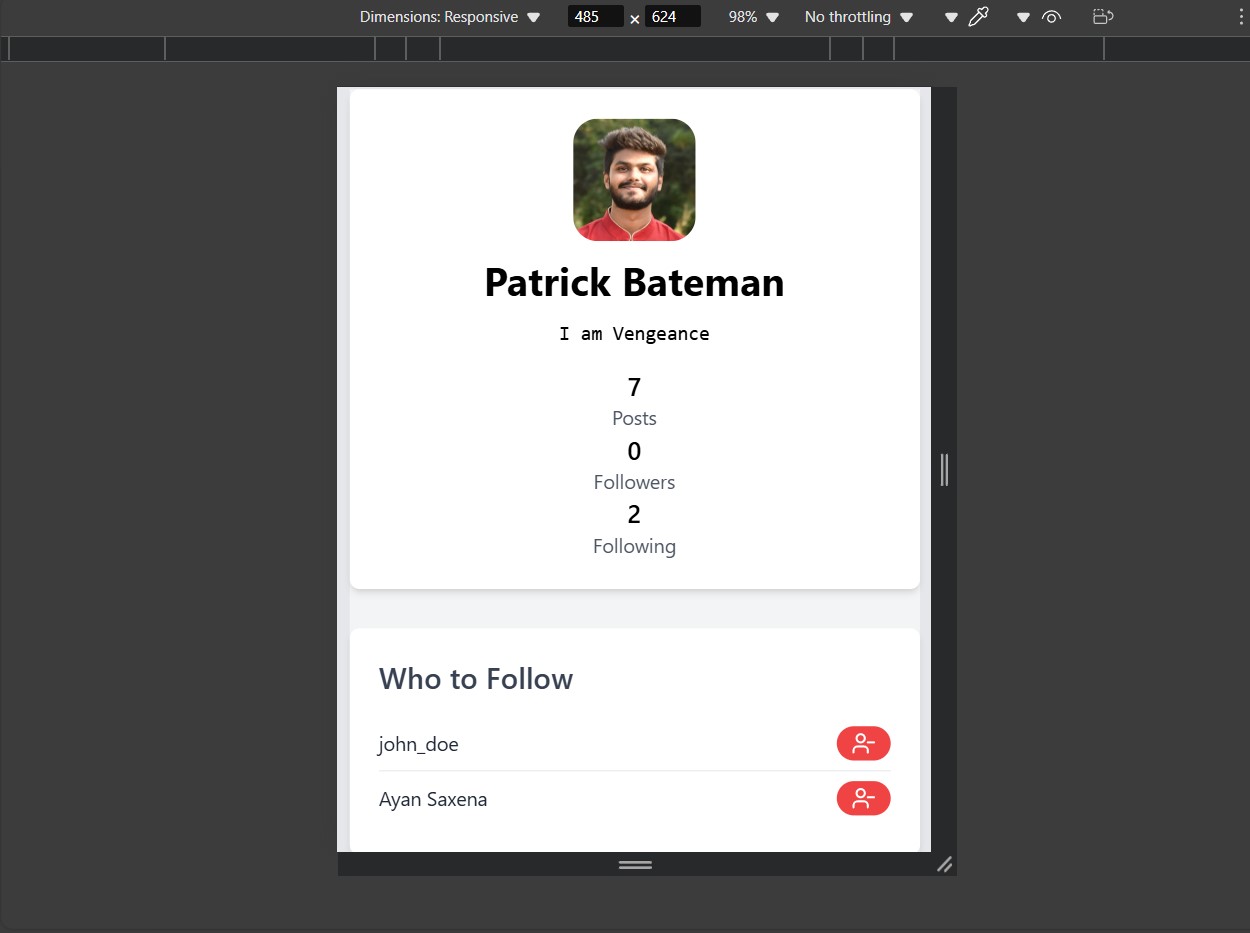 Dimensions: Responsive 485 × 624 98% No throttling
Patrick Bateman
I am Vengeance
7
Posts
0
Followers
2
Following
Who to Follow
john_doe
Ayan Saxena